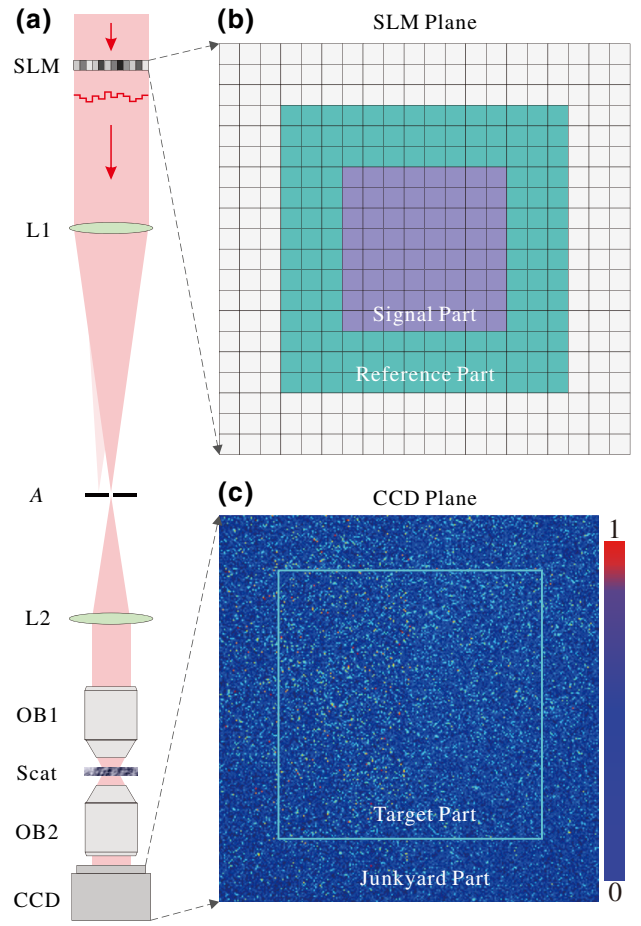 (a)
SLM
L1
A
L2
OB1
Scat
OB2
CCD
(b)
SLM Plane
Signal Part
Reference Part
(c)
CCD Plane
Target Part
Junkyard Part
1
0